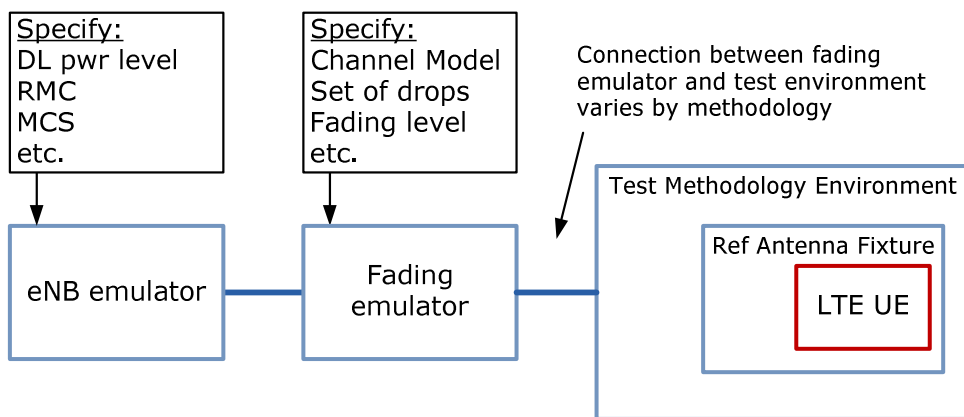 Specify:
DL pwr level
RMC
MCS
etc.
Specify:
Channel Model
Set of drops
Fading level
etc.
Connection between fading
emulator and test environment
varies by methodology
Test Methodology Environment
Ref Antenna Fixture
LTE UE
eNB emulator
Fading
emulator